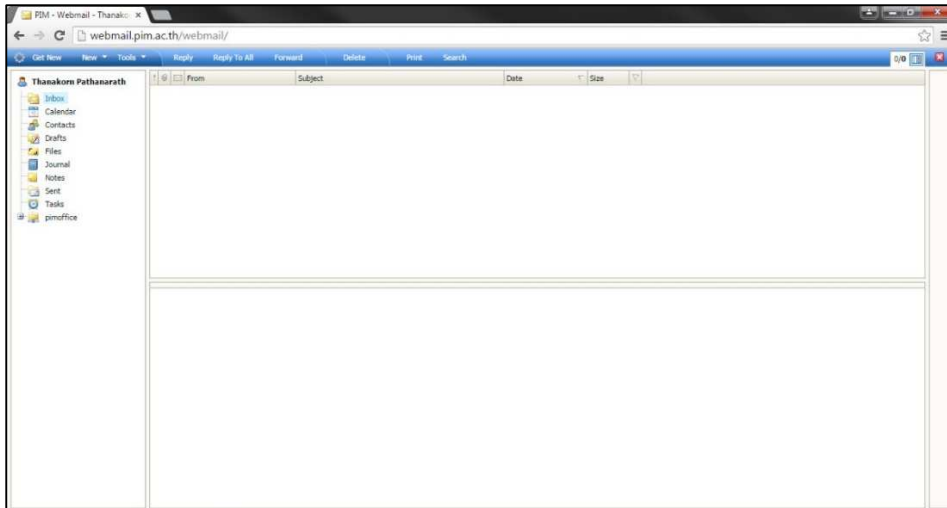 PIM - Webmail - Thanako
webmail.pim.ac.th/webmail/
Get New New Tools Reply Reply To All Forward Delete Print Search 0/0
Thanakorn Pathanarath
From Subject Date Size
Inbox
Calendar
Contacts
Drafts
Files
Journal
Notes
Sent
Tasks
pimoffice